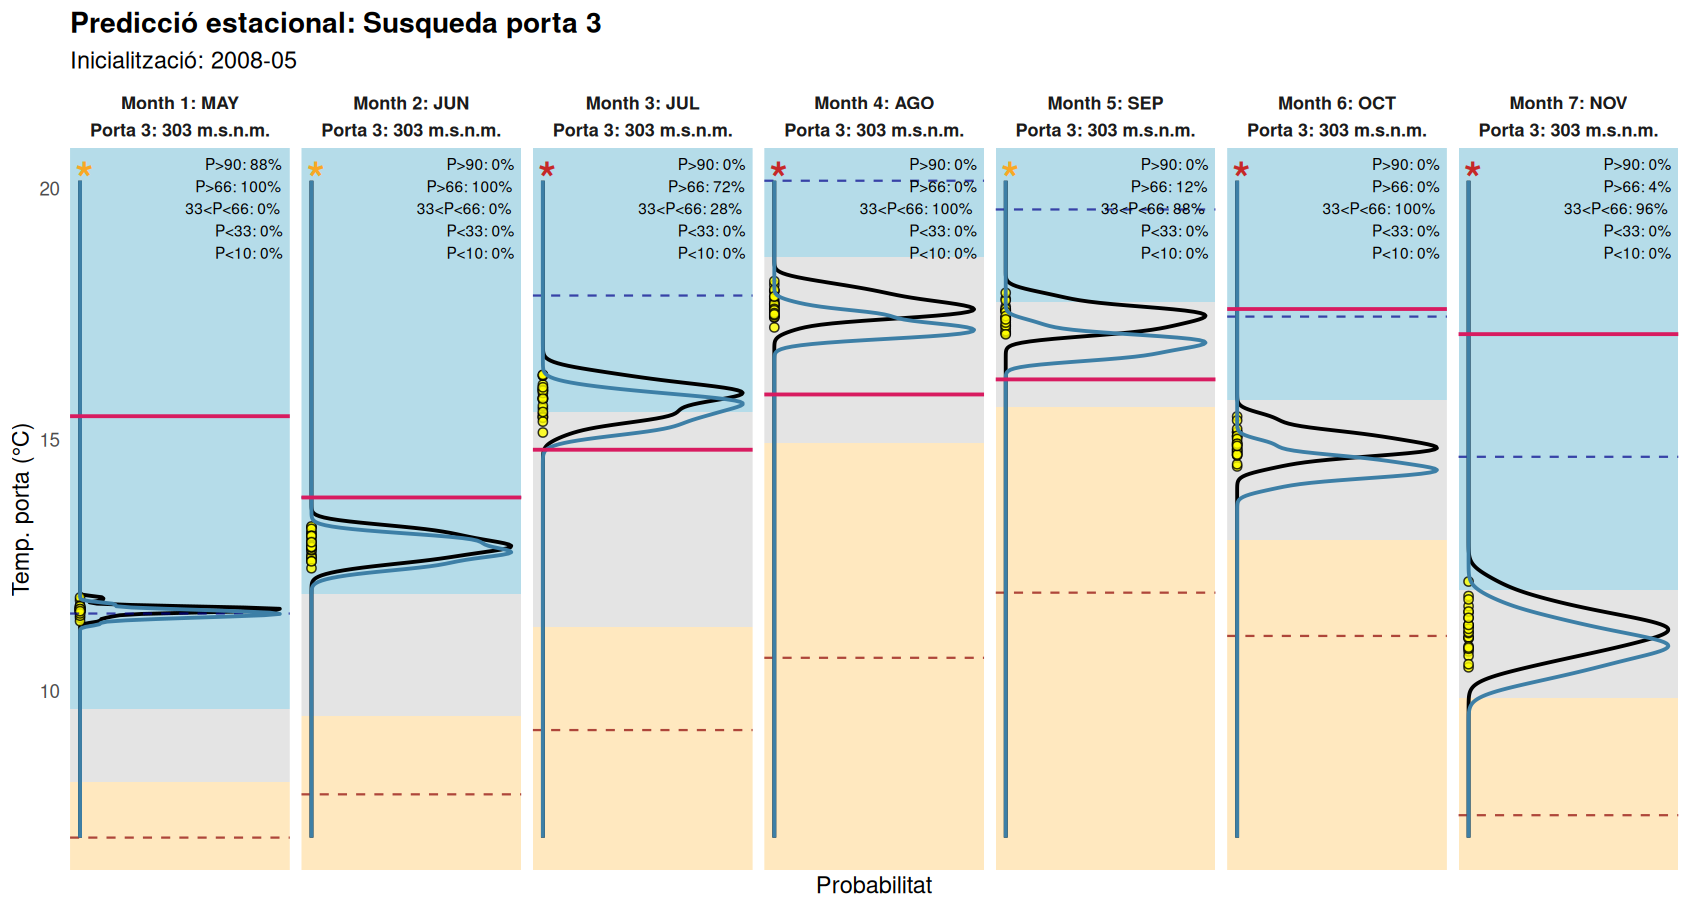 Predicció estacional: Susqueda porta 3
Inicialització: 2008-05
Month 1: MAY
Porta 3: 303 m.s.n.m.
Month 2: JUN
Porta 3: 303 m.s.n.m.
Month 3: JUL
Porta 3: 303 m.s.n.m.
Month 4: AGO
Porta 3: 303 m.s.n.m.
Month 5: SEP
Porta 3: 303 m.s.n.m.
Month 6: OCT
Porta 3: 303 m.s.n.m.
Month 7: NOV
Porta 3: 303 m.s.n.m.
*
P>90: 88%
P>66: 100%
33<P<66: 0%
P<33: 0%
P<10: 0%
*
P>90: 0%
P>66: 100%
33<P<66: 0%
P<33: 0%
P<10: 0%
*
P>90: 0%
P>66: 72%
33<P<66: 28%
P<33: 0%
P<10: 0%
*
P>90: 0%
P>66: 0%
33<P<66: 100%
P<33: 0%
P<10: 0%
*
P>90: 0%
P>66: 12%
33<P<66: 88%
P<33: 0%
P<10: 0%
*
P>90: 0%
P>66: 0%
33<P<66: 100%
P<33: 0%
P<10: 0%
*
P>90: 0%
P>66: 4%
33<P<66: 96%
P<33: 0%
P<10: 0%
20
15
10
Temp. porta (°C)
Probabilitat